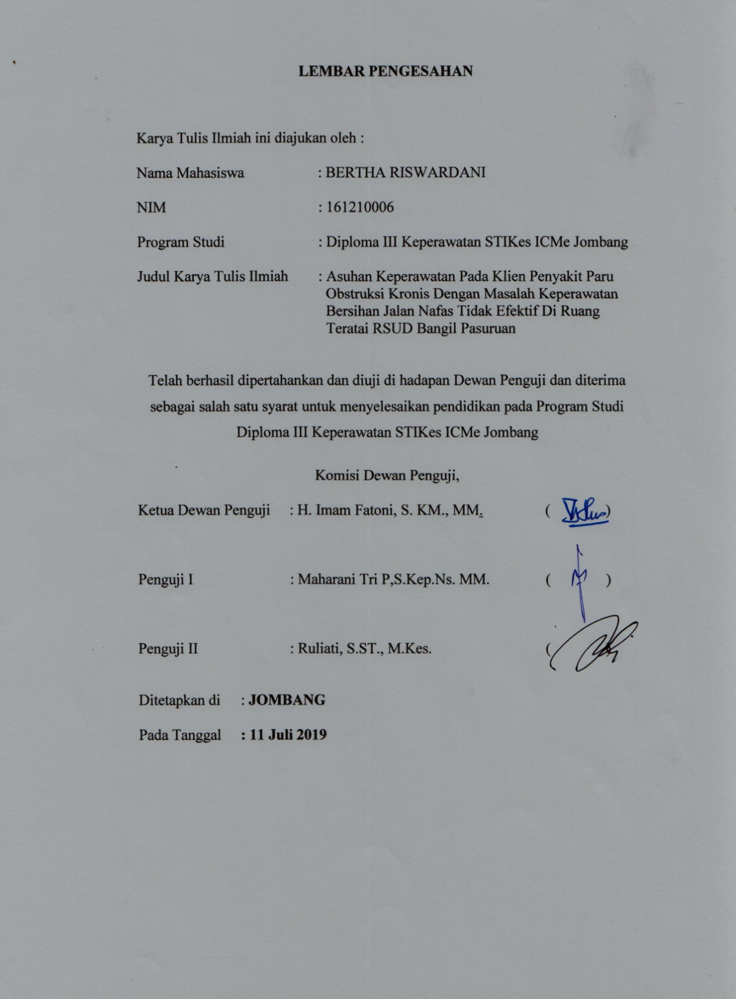 LEMBAR PENGESAHAN
Karya Tulis Ilmiah ini diajukan oleh :
Nama Mahasiswa : BERTHA RISWARDANI
NIM : 161210006
Program Studi : Diploma III Keperawatan STIKes ICMe Jombang
Judul Karya Tulis Ilmiah : Asuhan Keperawatan Pada Klien Penyakit Paru
Obstruksi Kronis Dengan Masalah Keperawatan
Bersihan Jalan Nafas Tidak Efektif Di Ruang
Teratai RSUD Bangil Pasuruan
Telah berhasil dipertahankan dan diuji di hadapan Dewan Penguji dan diterima
sebagai salah satu syarat untuk menyelesaikan pendidikan pada Program Studi
Diploma III Keperawatan STIKes ICMe Jombang
Komisi Dewan Penguji,
Ketua Dewan Penguji : H. Imam Fatoni, S. KM., MM. ( )
Penguji I : Maharani Tri P,S.Kep.Ns. MM. ( )
Penguji II : Ruliati, S.ST., M.Kes. (
Ditetapkan di : JOMBANG
Pada Tanggal : 11 Juli 2019